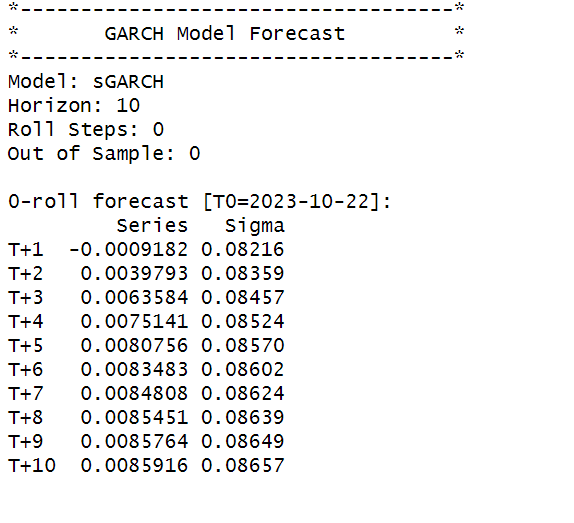 *------------------------------------*
*       GARCH Model Forecast         *
*------------------------------------*
Model: sGARCH
Horizon: 10
Roll Steps: 0
Out of Sample: 0

0-roll forecast [T0=2023-10-22]:
         Series   Sigma
T+1  -0.0009182 0.08216
T+2   0.0039793 0.08359
T+3   0.0063584 0.08457
T+4   0.0075141 0.08524
T+5   0.0080756 0.08570
T+6   0.0083483 0.08602
T+7   0.0084808 0.08624
T+8   0.0085451 0.08639
T+9   0.0085764 0.08649
T+10  0.0085916 0.08657